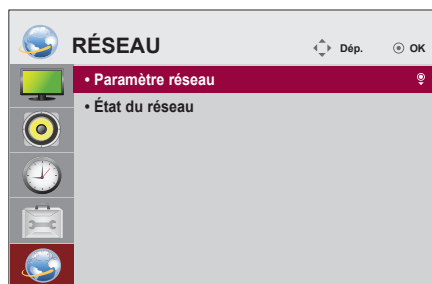 RÉSEAU
Dép.
OK
• Paramètre réseau
• État du réseau